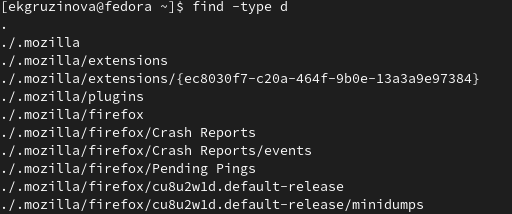 [ekgruzinova@fedora ~]$ find -type d
.
./.mozilla
./.mozilla/extensions
./.mozilla/extensions/{ec8030f7-c20a-464f-9b0e-13a3a9e97384}
./.mozilla/plugins
./.mozilla/firefox
./.mozilla/firefox/Crash Reports
./.mozilla/firefox/Crash Reports/events
./.mozilla/firefox/Pending Pings
./.mozilla/firefox/cu8u2w1d.default-release
./.mozilla/firefox/cu8u2w1d.default-release/minidumps